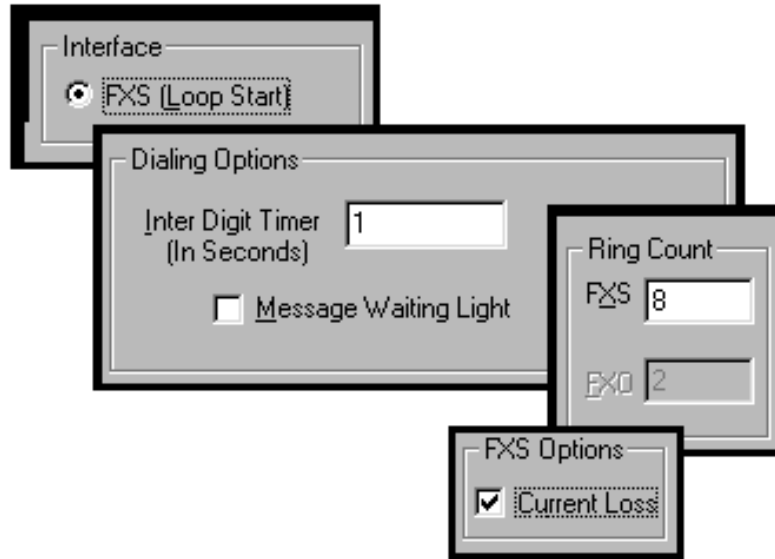 Interface
FXS (Loop Start)
Dialing Options
Inter Digit Timer
(In Seconds)
1
Message Waiting Light
Ring Count
FXS
8
FXO
2
FXS Options
Current Loss